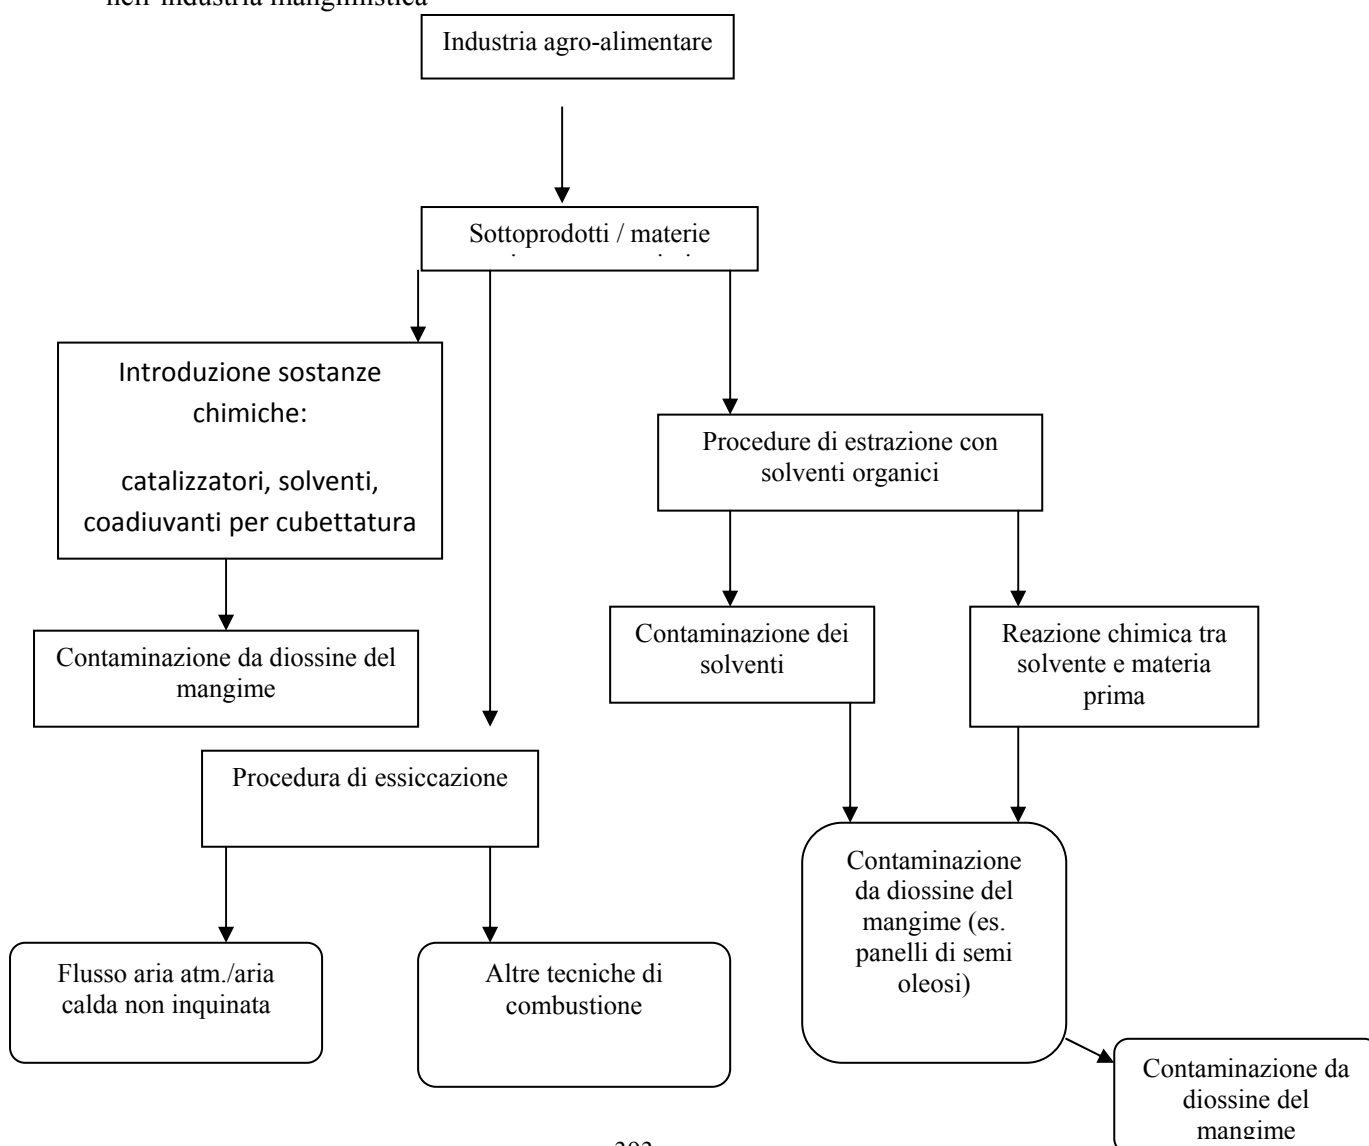 nell'industria mangimistica
Industria agro-alimentare
Sottoprodotti / materie
Introduzione sostanze
chimiche:
catalizzatori, solventi,
coadiuvanti per cubettatura
Procedure di estrazione con
solventi organici
Contaminazione da diossine del
mangime
Contaminazione dei
solventi
Reazione chimica tra
solvente e materia
prima
Procedura di essiccazione
Contaminazione
da diossine del
mangime (es.
panelli di semi
oleosi)
Flusso aria atm./aria
calda non inquinata
Altre tecniche di
combustione
Contaminazione da
diossine del
mangime